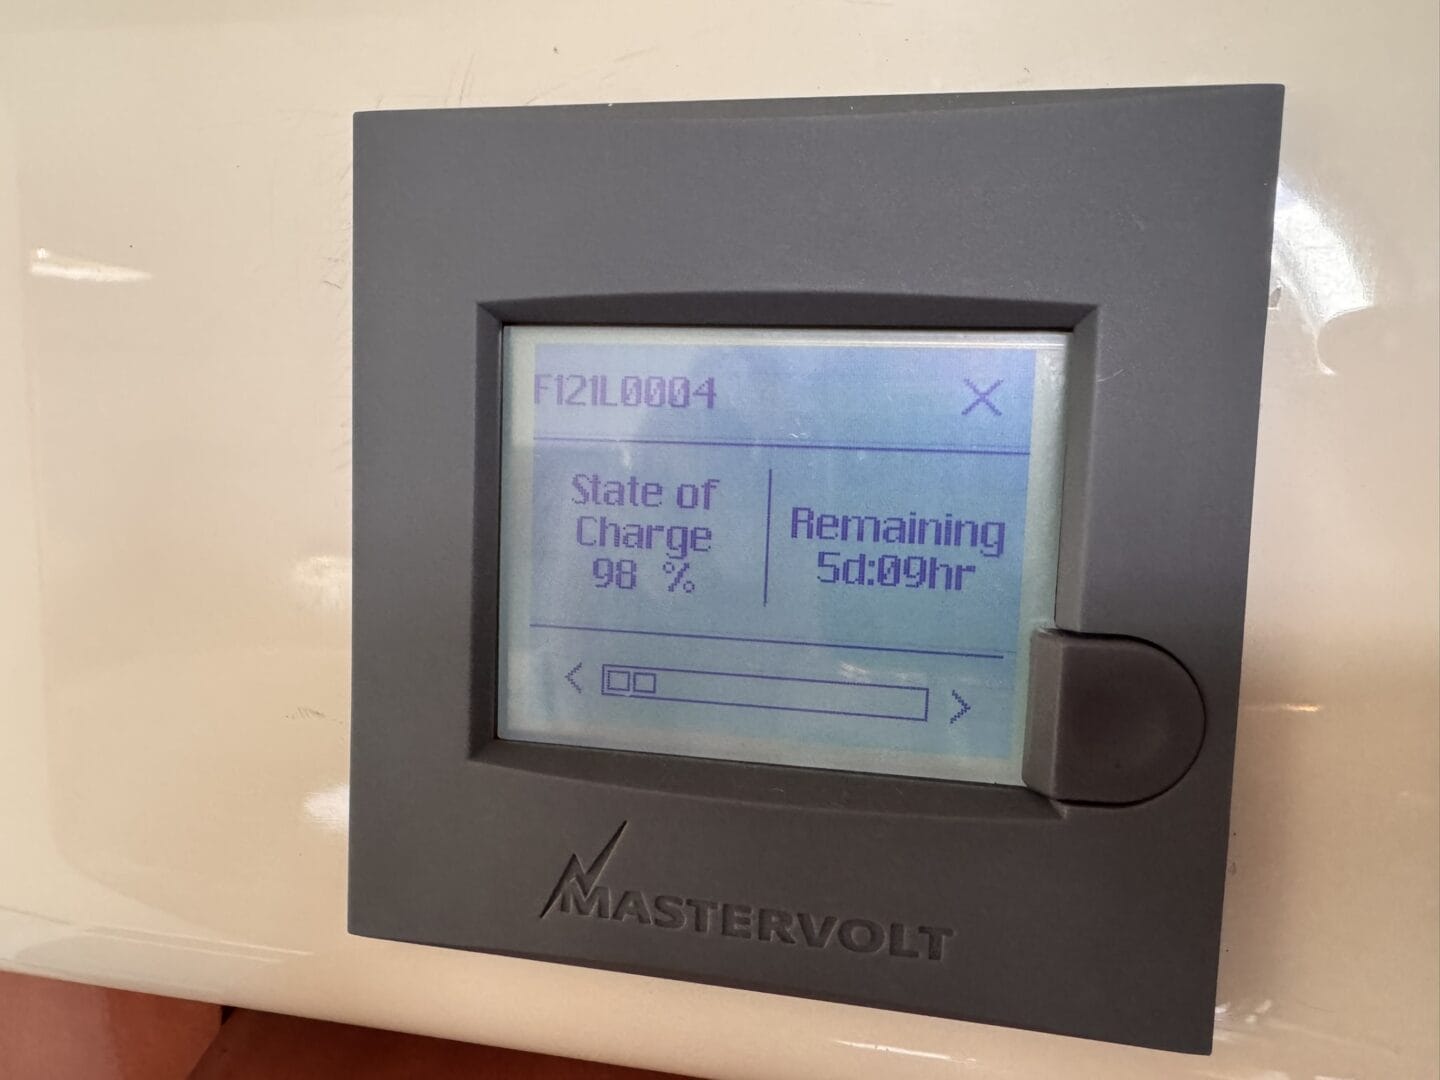 F121L0004
State of
Charge
98 %
Remaining
5d:09hr
MASTERVOLT